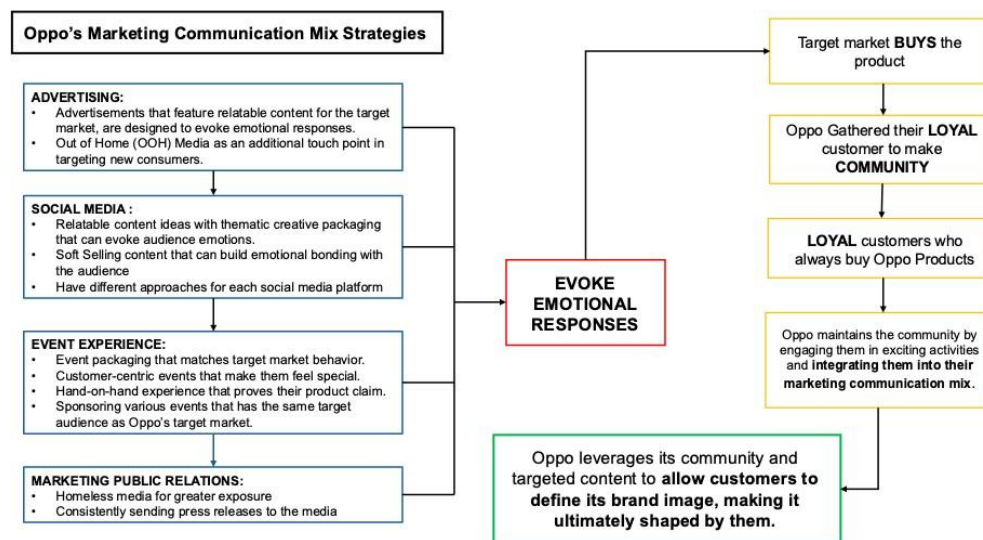 Oppo's Marketing Communication Mix Strategies
ADVERTISING:
• Advertisements that feature relatable content for the target
market, are designed to evoke emotional responses.
• Out of Home (OOH) Media as an additional touch point in
targeting new consumers.
SOCIAL MEDIA :
• Relatable content ideas with thematic creative packaging
that can evoke audience emotions.
• Soft Selling content that can build emotional bonding with
the audience
• Have different approaches for each social media platform
EVENT EXPERIENCE:
• Event packaging that matches target market behavior.
• Customer-centric events that make them feel special.
• Hand-on-hand experience that proves their product claim.
• Sponsoring various events that has the same target
audience as Oppo's target market.
MARKETING PUBLIC RELATIONS:
• Homeless media for greater exposure
• Consistently sending press releases to the media
EVOKE
EMOTIONAL
RESPONSES
Target market BUYS the
product
Oppo Gathered their LOYAL
customer to make
COMMUNITY
LOYAL customers who
always buy Oppo Products
Oppo maintains the community by
engaging them in exciting activities
and integrating them into their
marketing communication mix.
Oppo leverages its community and
targeted content to allow customers to
define its brand image, making it
ultimately shaped by them.